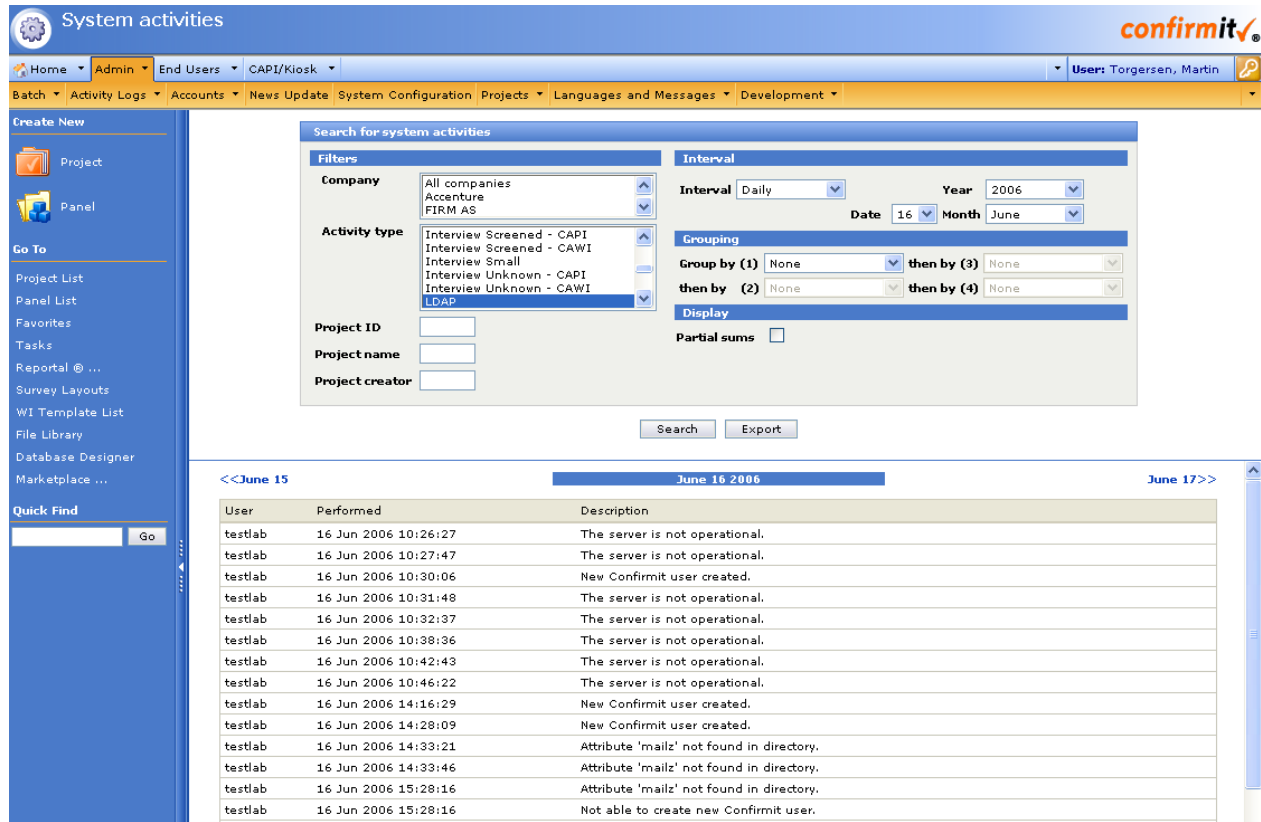 System activities
confirmit®
Home Admin End Users CAPI/Kiosk User: Torgersen, Martin
Batch Activity Logs Accounts News Update System Configuration Projects Languages and Messages Development
Create New
Project
Panel
Go To
Project List
Panel List
Favorites
Tasks
Reportal ® ...
Survey Layouts
WI Template List
File Library
Database Designer
Marketplace ...
Quick Find
Go
Search for system activities
Filters
Company
All companies
Accenture
FIRM AS
Activity type
Interview Screened - CAPI
Interview Screened - CAWI
Interview Small
Interview Unknown - CAPI
Interview Unknown - CAWI
LDAP
Project ID
Project name
Project creator
Interval
Interval Daily Year 2006
Date 16 Month June
Grouping
Group by (1) None then by (3) None
then by (2) None then by (4) None
Display
Partial sums
Search Export
<<June 15 June 16 2006 June 17>>
User Performed Description
testlab 16 Jun 2006 10:26:27 The server is not operational.
testlab 16 Jun 2006 10:27:47 The server is not operational.
testlab 16 Jun 2006 10:30:06 New Confirmit user created.
testlab 16 Jun 2006 10:31:48 The server is not operational.
testlab 16 Jun 2006 10:32:37 The server is not operational.
testlab 16 Jun 2006 10:38:36 The server is not operational.
testlab 16 Jun 2006 10:42:43 The server is not operational.
testlab 16 Jun 2006 10:46:22 The server is not operational.
testlab 16 Jun 2006 14:16:29 New Confirmit user created.
testlab 16 Jun 2006 14:28:09 New Confirmit user created.
testlab 16 Jun 2006 14:33:21 Attribute 'mailz' not found in directory.
testlab 16 Jun 2006 14:33:46 Attribute 'mailz' not found in directory.
testlab 16 Jun 2006 15:28:16 Attribute 'mailz' not found in directory.
testlab 16 Jun 2006 15:28:16 Not able to create new Confirmit user.